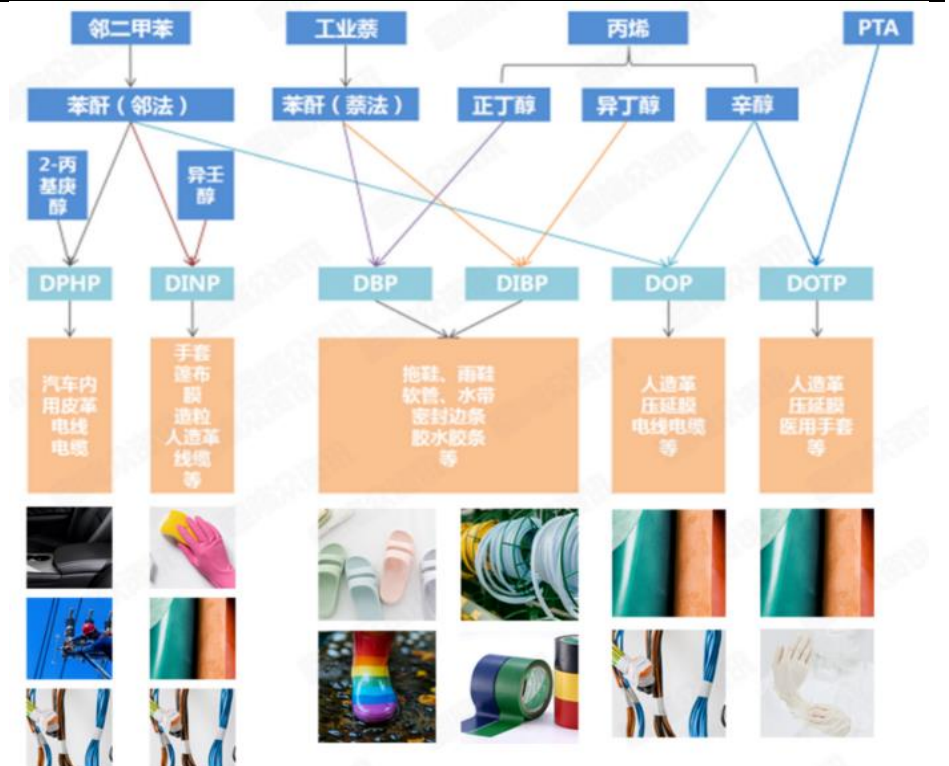 邻二甲苯
工业萘
丙烯
PTA
苯酐（邻法）
苯酐（萘法）
正丁醇
异丁醇
辛醇
2-丙
基庚
醇
异壬
醇
DPHP
DINP
DBP
DIBP
DOP
DOTP
汽车内
用皮革
电线
电缆
手套
篷布
膜
造粒
人造革
线缆
等
拖鞋、雨鞋
软管、水带
密封边条
胶水胶条
等
人造革
压延膜
电线电缆
等
人造革
压延膜
医用手套
等